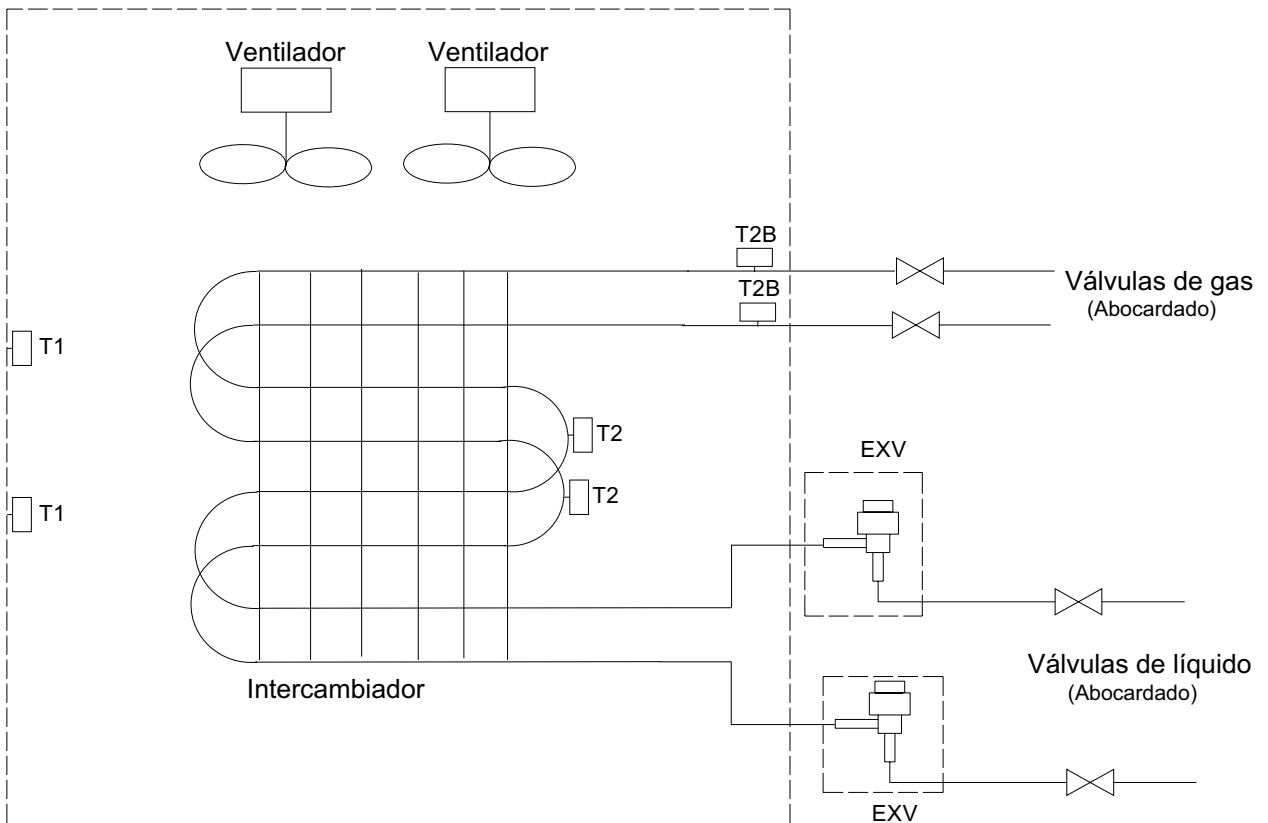 Ventilador
Ventilador
T2B
T2B
Válvulas de gas
(Abocardado)
T1
T2
EXV
T2
T1
Válvulas de líquido
(Abocardado)
Intercambiador
EXV